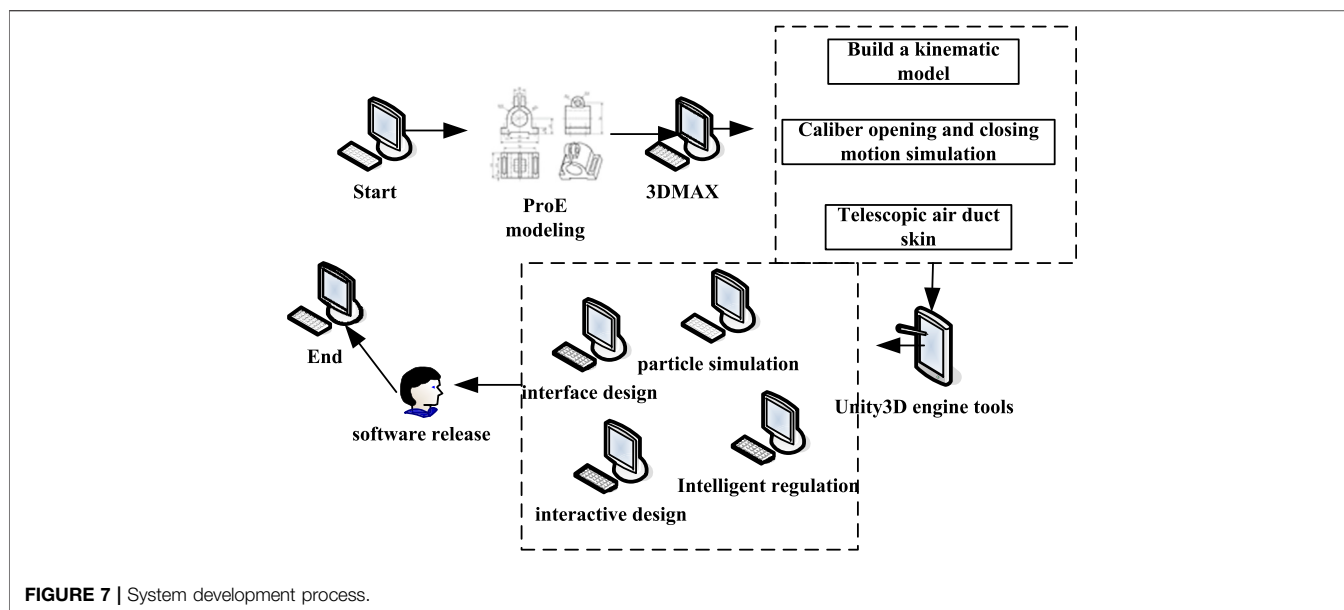 Build a kinematic
model
Caliber opening and closing
motion simulation
Telescopic air duct
skin
Start
ProE
modeling
3DMAX
End
software release
interface design
particle simulation
interactive design
Intelligent regulation
Unity3D engine tools
FIGURE 7 | System development process.